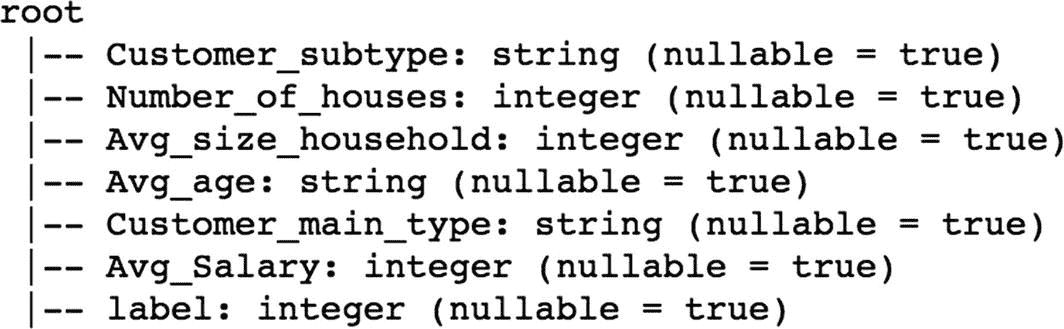 root
 |-- Customer_subtype: string (nullable = true)
 |-- Number_of_houses: integer (nullable = true)
 |-- Avg_size_household: integer (nullable = true)
 |-- Avg_age: string (nullable = true)
 |-- Customer_main_type: string (nullable = true)
 |-- Avg_Salary: integer (nullable = true)
 |-- label: integer (nullable = true)